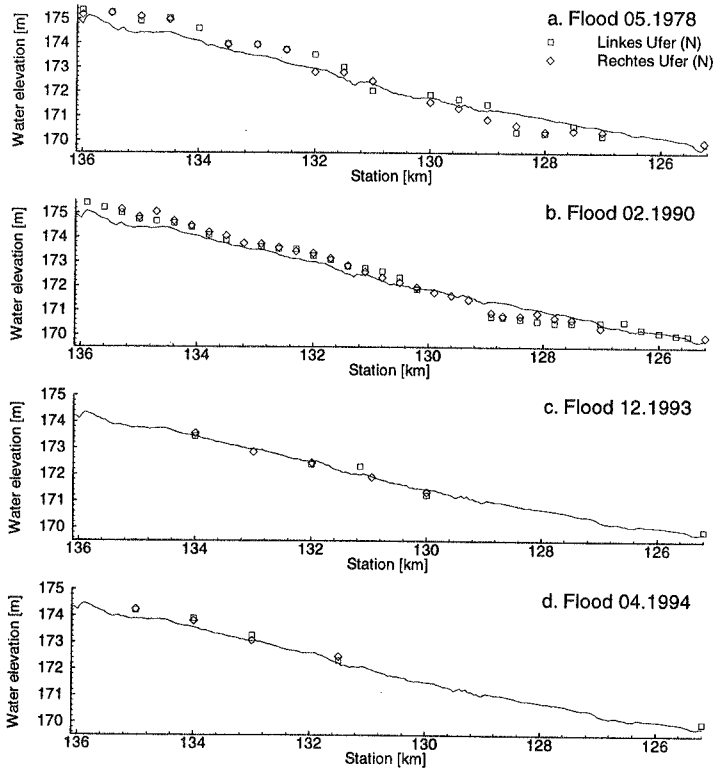 a. Flood 05.1978
Linkes Ufer (N)
Rechtes Ufer (N)
Water elevation [m]
175
174
173
172
171
170
136 134 132 130 128 126
Station [km]
b. Flood 02.1990
Water elevation [m]
175
174
173
172
171
170
136 134 132 130 128 126
Station [km]
c. Flood 12.1993
Water elevation [m]
175
174
173
172
171
170
136 134 132 130 128 126
Station [km]
d. Flood 04.1994
Water elevation [m]
175
174
173
172
171
170
136 134 132 130 128 126
Station [km]